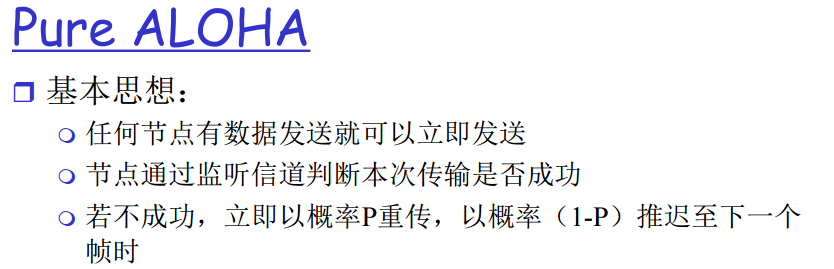 Pure ALOHA
基本思想：
任何节点有数据发送就可以立即发送
节点通过监听信道判断本次传输是否成功
若不成功，立即以概率P重传，以概率（1-P）推迟至下一个
帧时